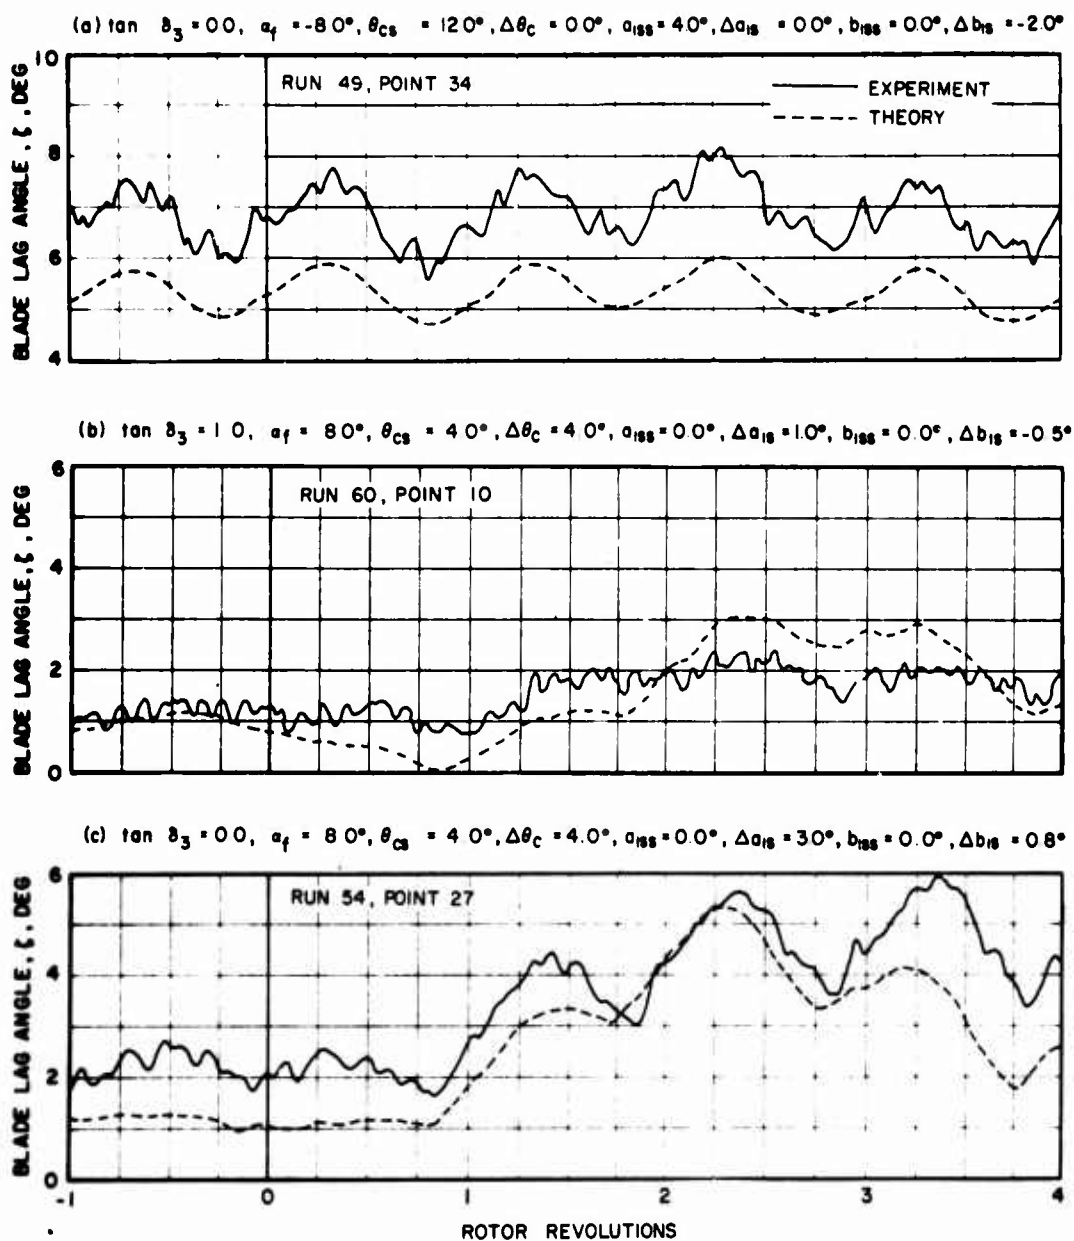 (a) tan δ3 = 0.0, αf = -8.0°, θCS = 12.0°, ΔθC = 0.0°, a1SS = 4.0°, Δa1S = 0.0°, b1SS = 0.0°, Δb1S = -2.0°
10
8
6
4
BLADE LAG ANGLE, ζ, DEG
RUN 49, POINT 34
EXPERIMENT
THEORY
(b) tan δ3 = 1.0, αf = 8.0°, θCS = 4.0°, ΔθC = 4.0°, a1SS = 0.0°, Δa1S = 1.0°, b1SS = 0.0°, Δb1S = -0.5°
6
4
2
0
BLADE LAG ANGLE, ζ, DEG
RUN 60, POINT 10
(c) tan δ3 = 0.0, αf = 8.0°, θCS = 4.0°, ΔθC = 4.0°, a1SS = 0.0°, Δa1S = 3.0°, b1SS = 0.0°, Δb1S = 0.8°
6
4
2
0
BLADE LAG ANGLE, ζ, DEG
RUN 54, POINT 27
-1 0 1 2 3 4
ROTOR REVOLUTIONS